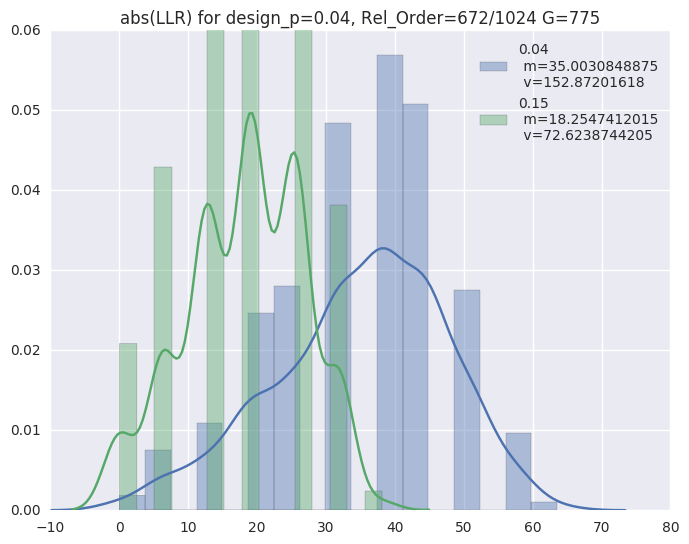 abs(LLR) for design_p=0.04, Rel_Order=672/1024 G=775
0.04
m=35.0030848875
v=152.87201618
0.15
m=18.2547412015
v=72.6238744205
0.06
0.05
0.04
0.03
0.02
0.01
0.00
−10 0 10 20 30 40 50 60 70 80